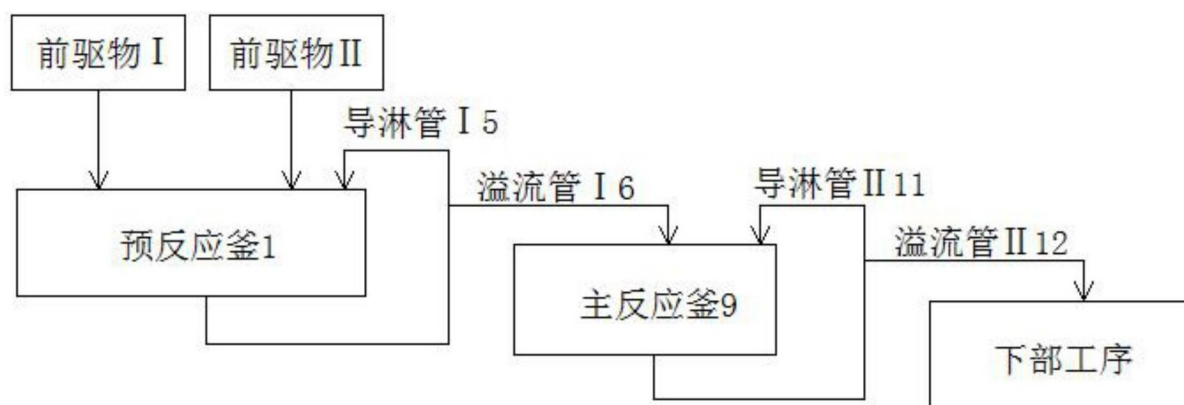 前驱物Ⅰ
前驱物Ⅱ
导淋管Ⅰ5
溢流管Ⅰ6
导淋管Ⅱ11
预反应釜1
溢流管Ⅱ12
主反应釜9
下部工序